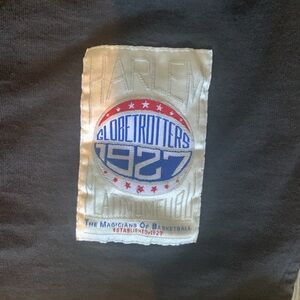 HARLEM
GLOBETROTTERS
1927
THE MAGICIANS OF BASKETBALL
ESTABLISHED 1927